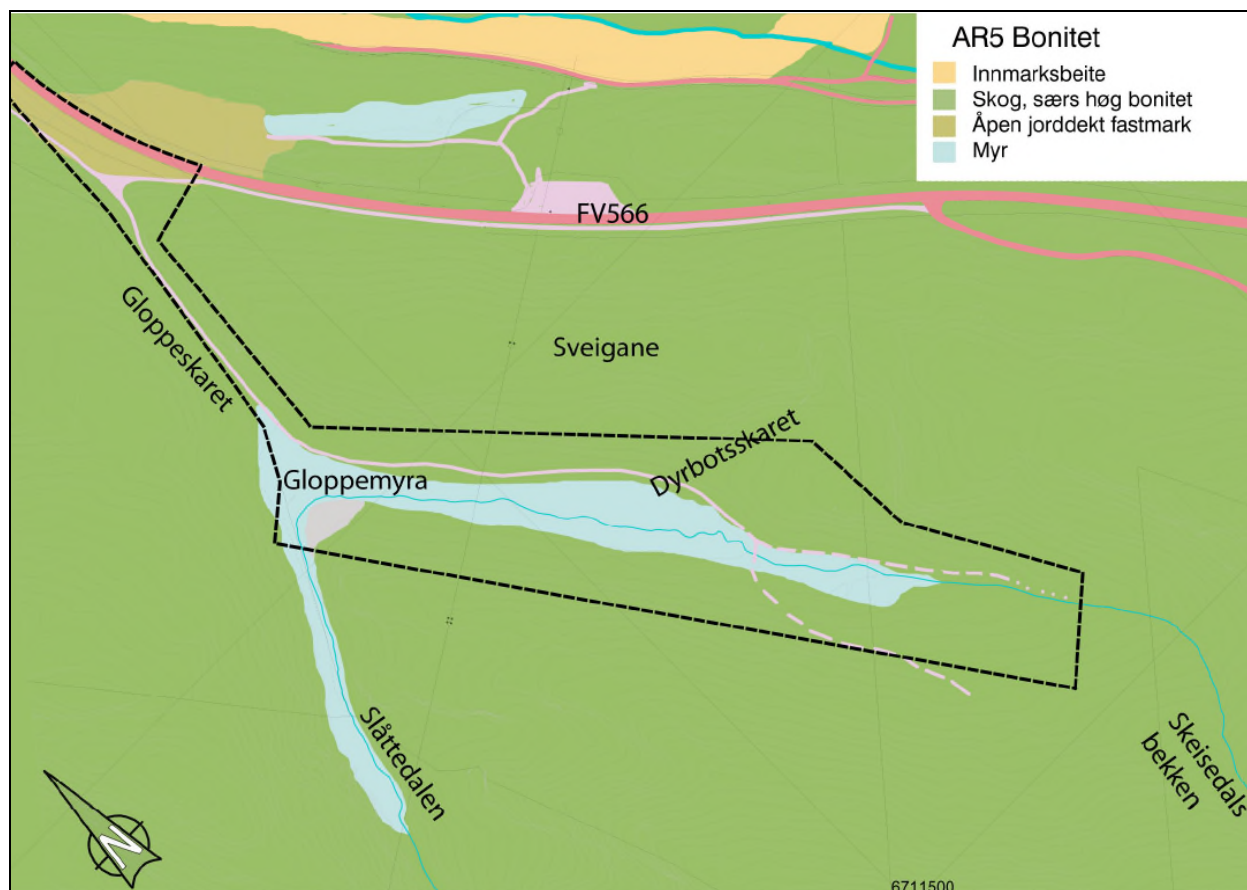 AR5 Bonitet
Innmarksbeite
Skog, særs høg bonitet
Åpen jorddekt fastmark
Myr
FV566
Gloppeskaret
Sveigane
Dyrbotsskaret
Gloppemyra
Slåttedalen
Skeisedals
bekken
N
6711500